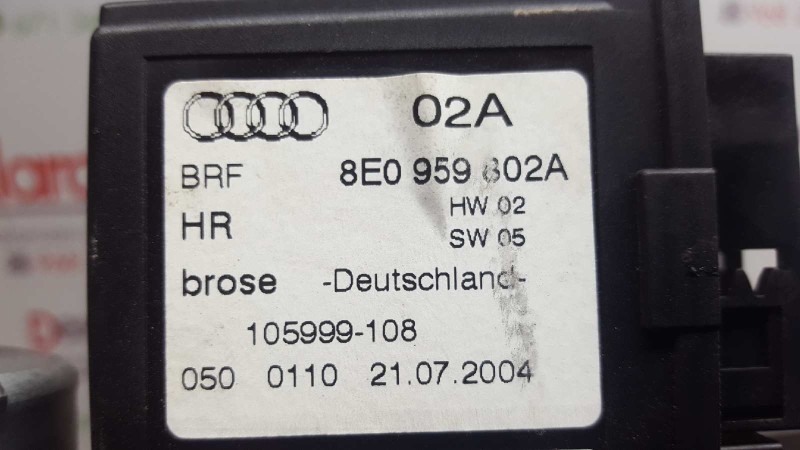 02A
BRF 8E0 959 802A
HR HW 02
SW 05
brose -Deutschland-
105999-108
050 0110 21.07.2004